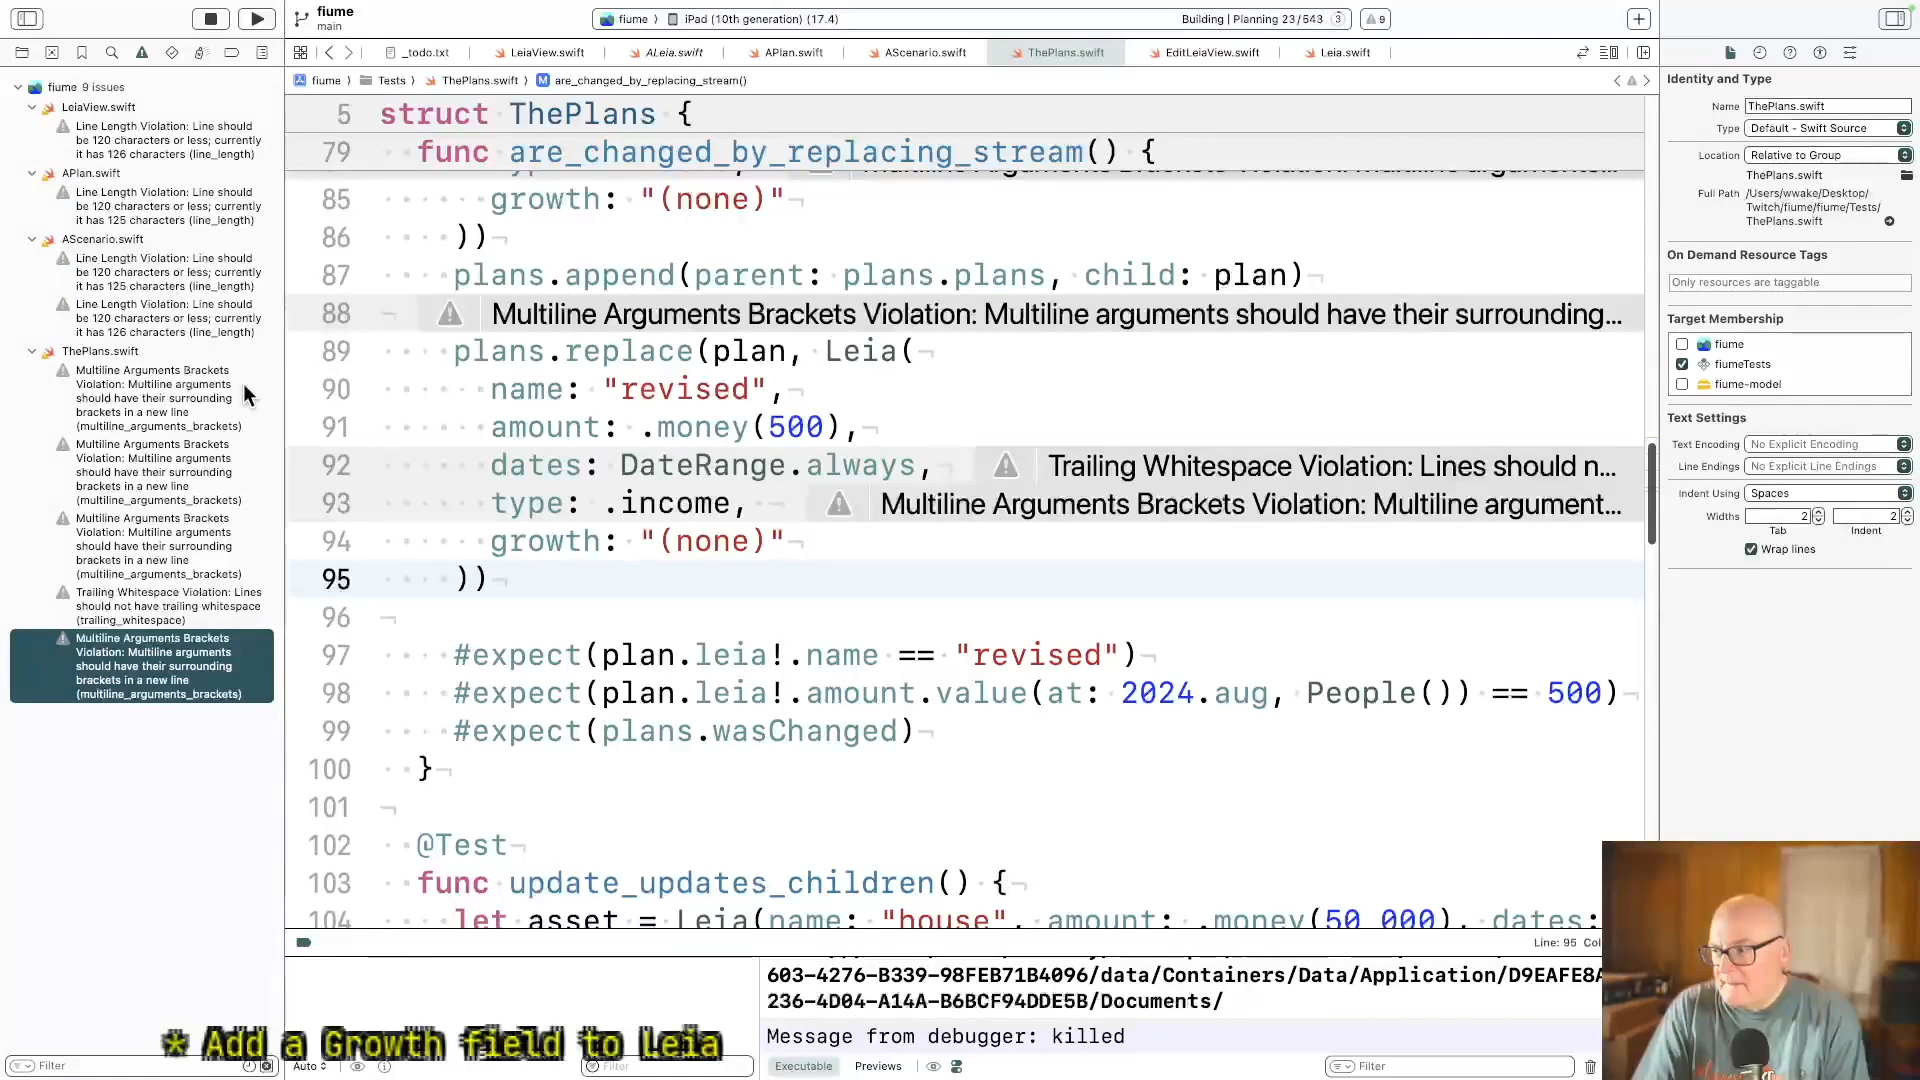 fiume
main
fiume
iPad (10th generation) (17.4)
Building | Planning 23/543
3
9
_todo.txt
LeiaView.swift
ALeia.swift
APlan.swift
AScenario.swift
ThePlans.swift
EditLeiaView.swift
Leia.swift
fiume
Tests
ThePlans.swift
M
are_changed_by_replacing_stream()
fiume 9 issues
LeiaView.swift
Line Length Violation: Line should
be 120 characters or less; currently
it has 126 characters (line_length)
APlan.swift
Line Length Violation: Line should
be 120 characters or less; currently
it has 125 characters (line_length)
AScenario.swift
Line Length Violation: Line should
be 120 characters or less; currently
it has 125 characters (line_length)
Line Length Violation: Line should
be 120 characters or less; currently
it has 126 characters (line_length)
ThePlans.swift
Multiline Arguments Brackets
Violation: Multiline arguments
should have their surrounding
brackets in a new line
(multiline_arguments_brackets)
Multiline Arguments Brackets
Violation: Multiline arguments
should have their surrounding
brackets in a new line
(multiline_arguments_brackets)
Multiline Arguments Brackets
Violation: Multiline arguments
should have their surrounding
brackets in a new line
(multiline_arguments_brackets)
Trailing Whitespace Violation: Lines
should not have trailing whitespace
(trailing_whitespace)
Multiline Arguments Brackets
Violation: Multiline arguments
should have their surrounding
brackets in a new line
(multiline_arguments_brackets)
Filter
5 struct ThePlans {
79 func are_changed_by_replacing_stream() {
85 growth: "(none)"
86 ))
87 plans.append(parent: plans.plans, child: plan)
88 Multiline Arguments Brackets Violation: Multiline arguments should have their surrounding...
89 plans.replace(plan, Leia(
90 name: "revised",
91 amount: .money(500),
92 dates: DateRange.always, Trailing Whitespace Violation: Lines should n...
93 type: .income, Multiline Arguments Brackets Violation: Multiline argument...
94 growth: "(none)"
95 ))
96
97 #expect(plan.leia!.name == "revised")
98 #expect(plan.leia!.amount.value(at: 2024.aug, People()) == 500)
99 #expect(plans.wasChanged)
100 }
101
102 @Test
103 func update_updates_children() {
104 let asset = Leia(name: "house", amount: .money(50_000), dates:
Line: 95 Col
603-4276-B339-98FEB71B4096/data/Containers/Data/Application/D9EAFE8A
236-4D04-A14A-B6BCF94DDE5B/Documents/
Message from debugger: killed
* Add a Growth field to Leia
Auto
Filter
Executable
Previews
Filter
Identity and Type
Name ThePlans.swift
Type Default - Swift Source
Location Relative to Group
ThePlans.swift
Full Path /Users/wwake/Desktop/
Twitch/fiume/fiume/Tests/
ThePlans.swift
On Demand Resource Tags
Only resources are taggable
Target Membership
fiume
fiumeTests
fiume-model
Text Settings
Text Encoding No Explicit Encoding
Line Endings No Explicit Line Endings
Indent Using Spaces
Widths 2 2
Tab Indent
Wrap lines